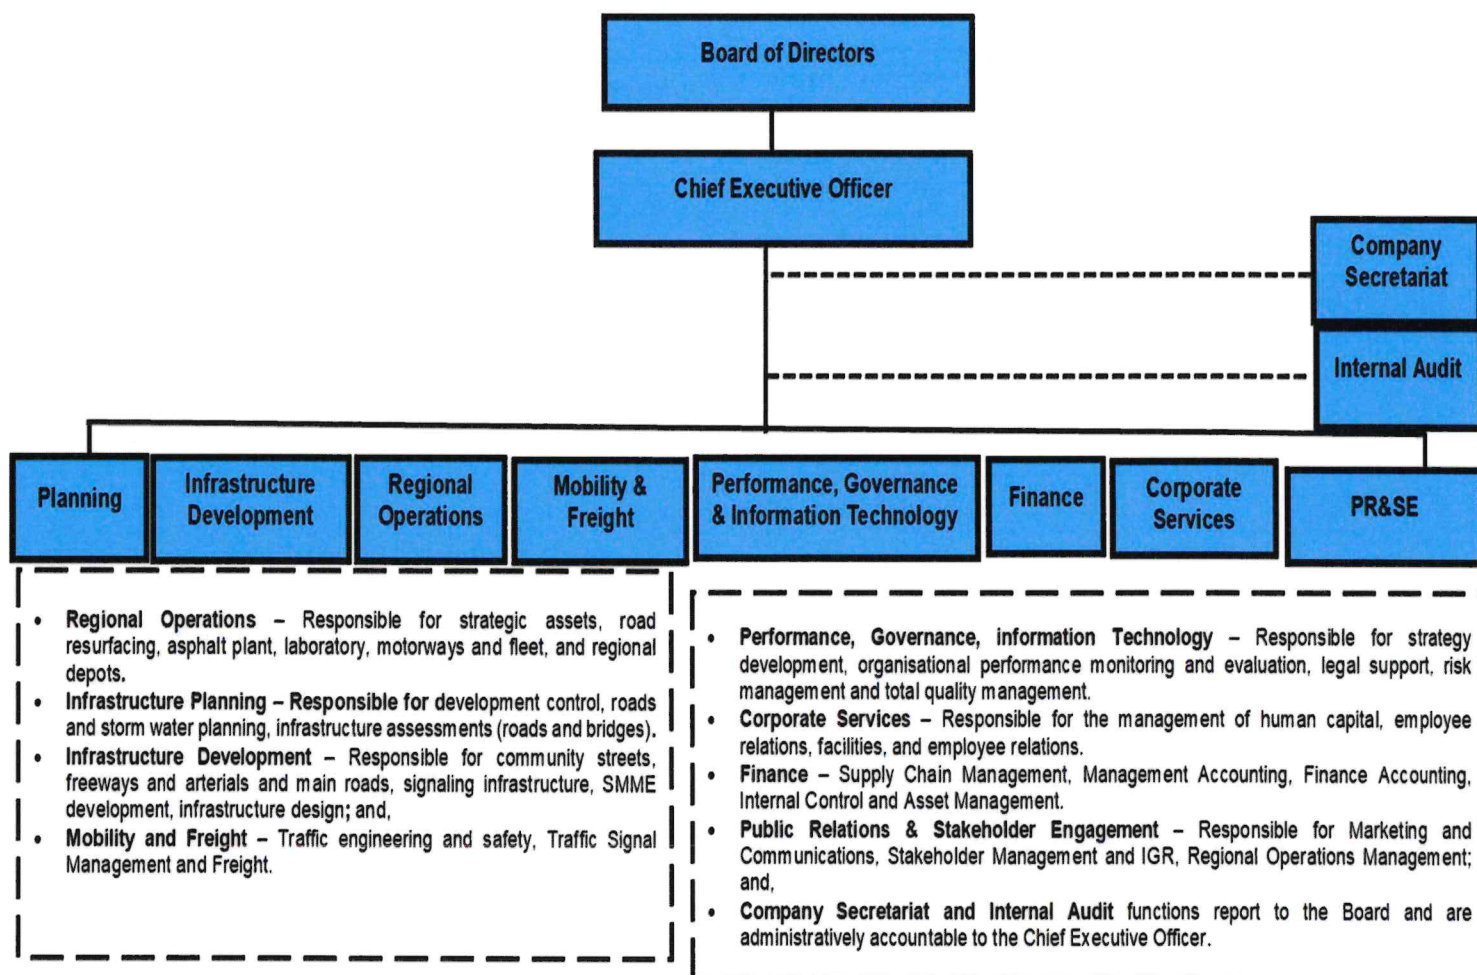 Board of Directors
Chief Executive Officer
Company
Secretariat
Internal Audit
Planning
Infrastructure
Development
Regional
Operations
Mobility &
Freight
Performance, Governance
& Information Technology
Finance
Corporate
Services
PR&SE
• Regional Operations – Responsible for strategic assets, road
resurfacing, asphalt plant, laboratory, motorways and fleet, and regional
depots.
• Infrastructure Planning – Responsible for development control, roads
and storm water planning, infrastructure assessments (roads and bridges).
• Infrastructure Development – Responsible for community streets,
freeways and arterials and main roads, signaling infrastructure, SMME
development, infrastructure design; and,
• Mobility and Freight – Traffic engineering and safety, Traffic Signal
Management and Freight.
• Performance, Governance, information Technology – Responsible for strategy
development, organisational performance monitoring and evaluation, legal support, risk
management and total quality management.
• Corporate Services – Responsible for the management of human capital, employee
relations, facilities, and employee relations.
• Finance – Supply Chain Management, Management Accounting, Finance Accounting,
Internal Control and Asset Management.
• Public Relations & Stakeholder Engagement – Responsible for Marketing and
Communications, Stakeholder Management and IGR, Regional Operations Management;
and,
• Company Secretariat and Internal Audit functions report to the Board and are
administratively accountable to the Chief Executive Officer.